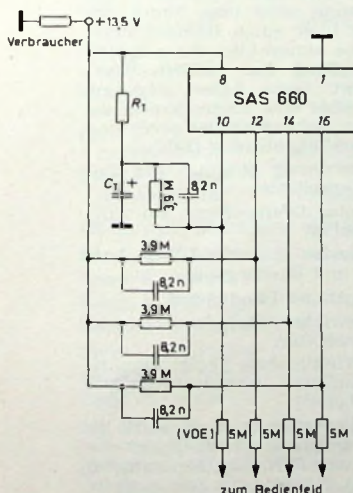 +13,5 V
Verbraucher
8 1
SAS 660
10 12 14 16
R₁
C₁ +
3,9 M
8,2 n
3,9 M
8,2 n
3,9 M
8,2 n
3,9 M
8,2 n
(VDE) 5M 5M 5M 5M
zum Bedienfeld